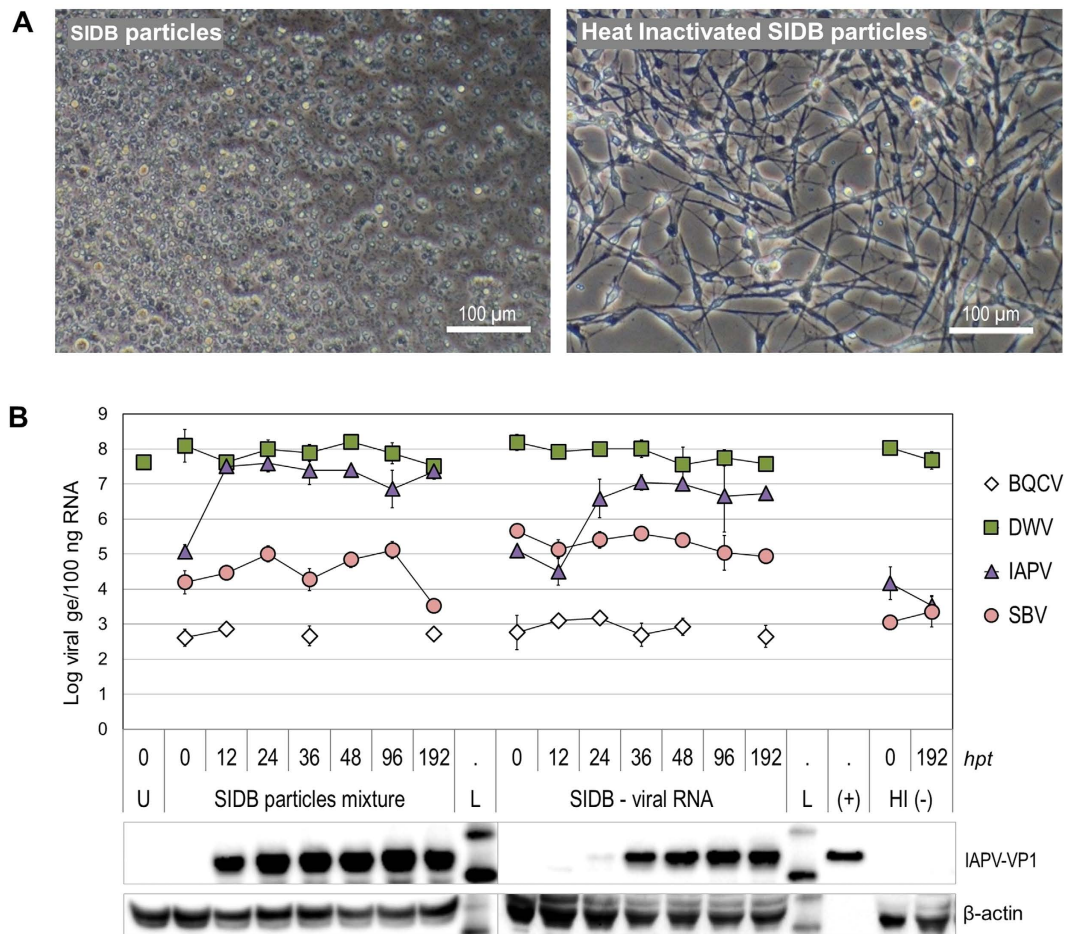 A
SIDB particles
Heat Inactivated SIDB particles
100 µm
100 µm
B
Log viral ge/100 ng RNA
9
8
7
6
5
4
3
2
1
0
BQCV
DWV
IAPV
SBV
0 0 12 24 36 48 96 192 . 0 12 24 36 48 96 192 . . 0 192 hpt
U SIDB particles mixture L SIDB - viral RNA L (+) HI (-)
IAPV-VP1
β-actin